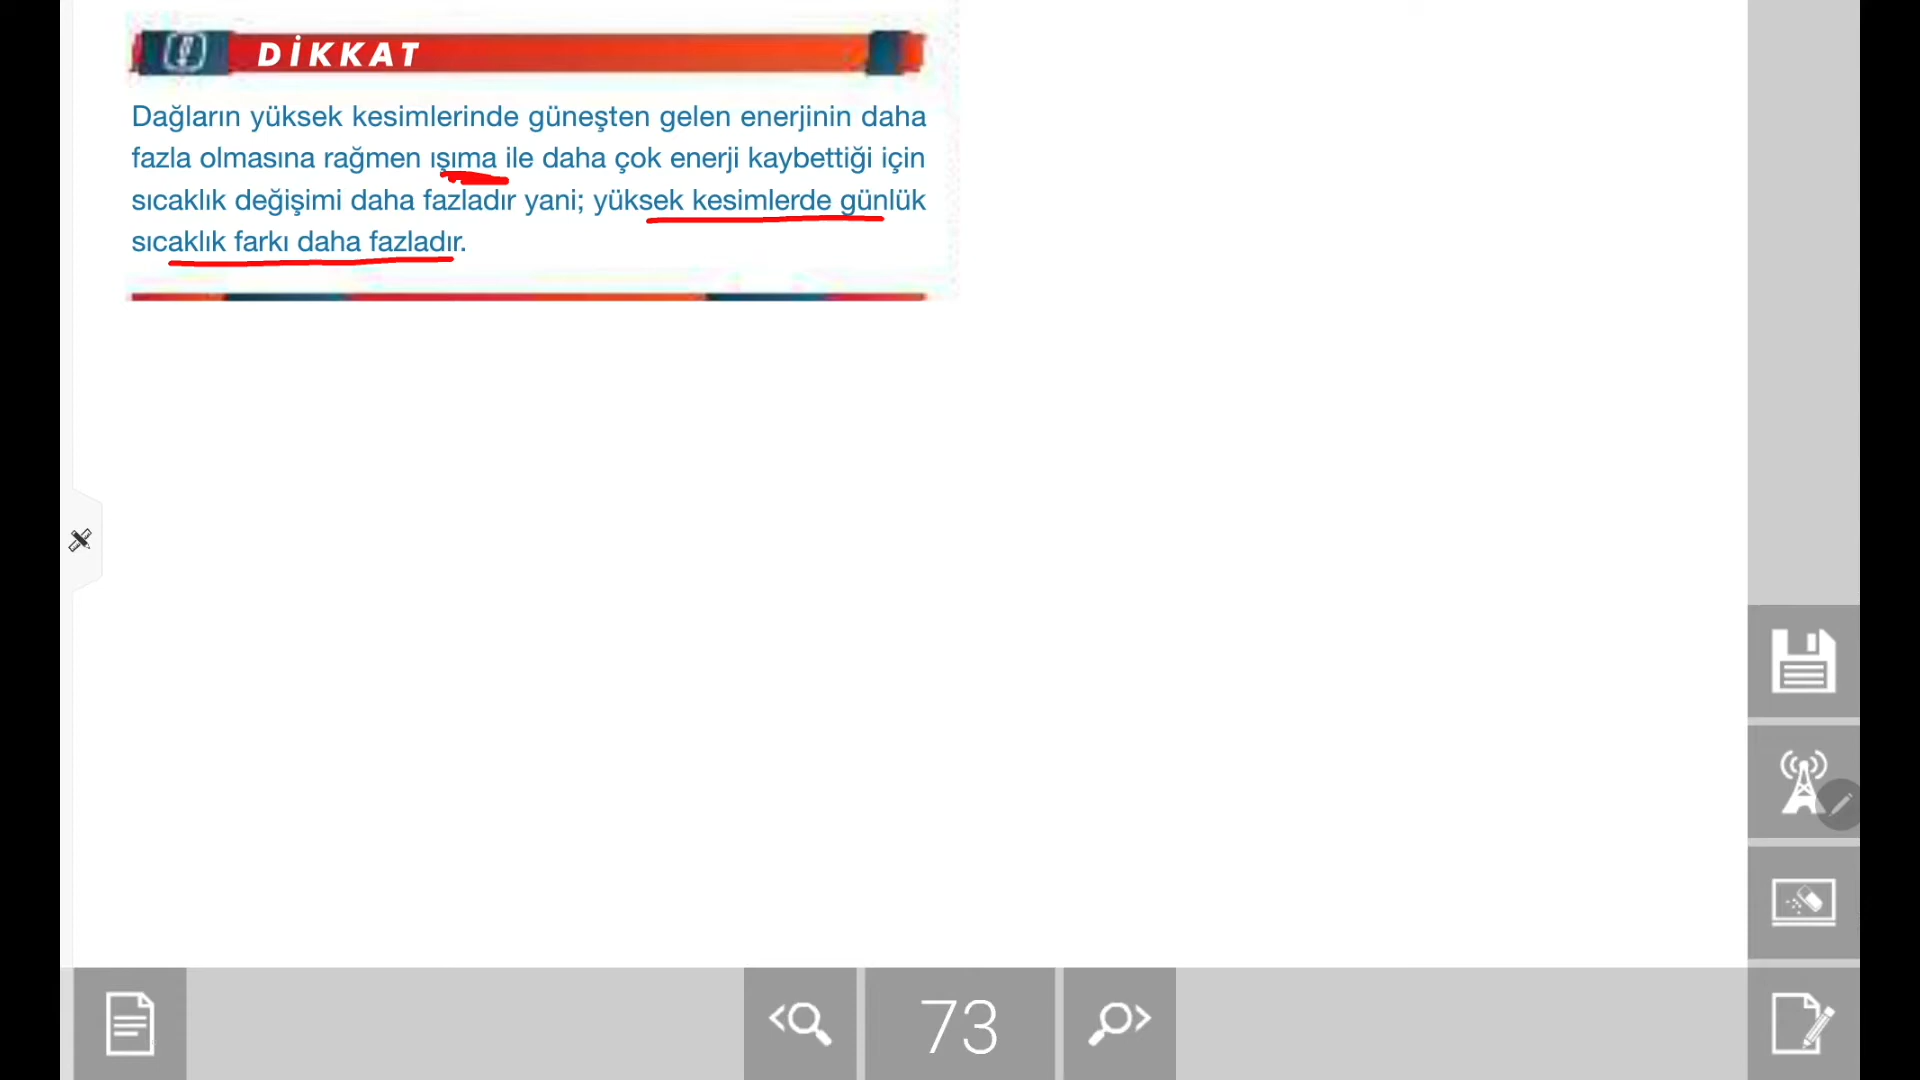 DİKKAT
Dağların yüksek kesimlerinde güneşten gelen enerjinin daha
fazla olmasına rağmen ışıma ile daha çok enerji kaybettiği için
sıcaklık değişimi daha fazladır yani; yüksek kesimlerde günlük
sıcaklık farkı daha fazladır.
73